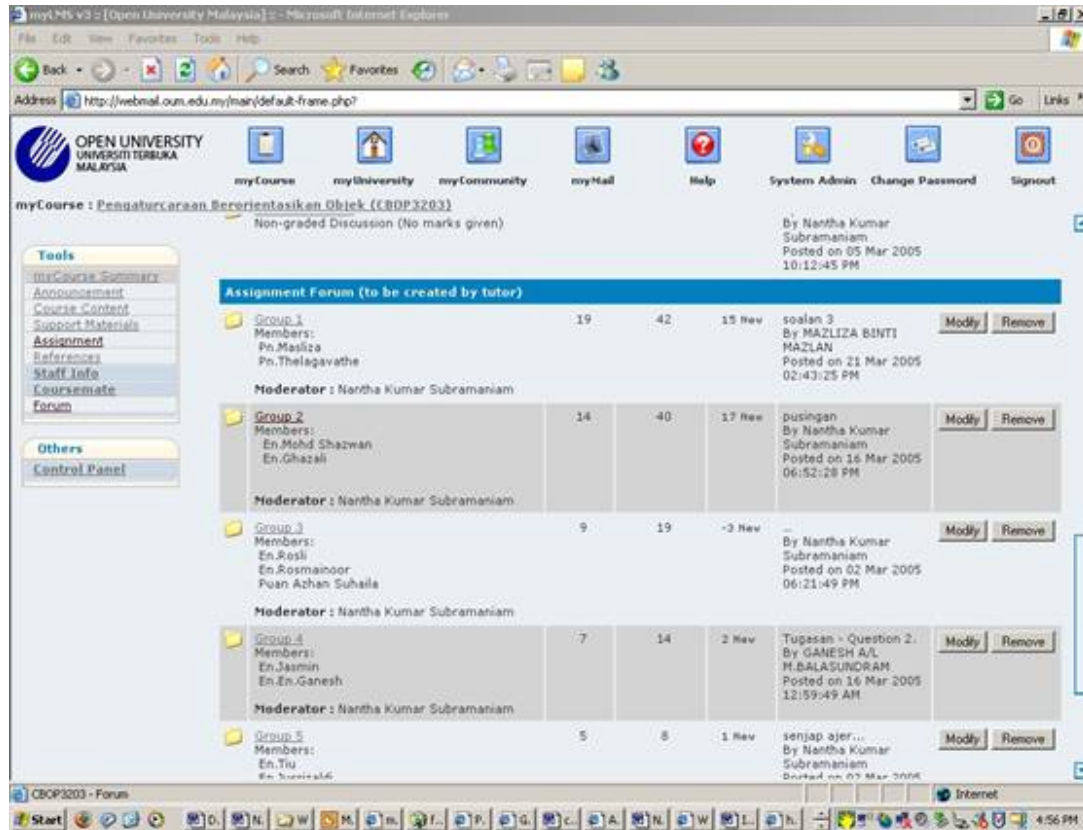 myLMS v3 :: [Open University Malaysia] :: - Microsoft Internet Explorer
File Edit View Favorites Tools Help
Back Search Favorites
Address http://webmail.oum.edu.my/main/default-frame.php? Go Links
OPEN UNIVERSITY
UNIVERSITI TERBUKA
MALAYSIA
myCourse myUniversity myCommunity myMail Help System Admin Change Password Signout
myCourse : Pengaturcaraan Berorientasikan Objek (CBOP3203)
Non-graded Discussion (No marks given)
By Nantha Kumar
Subramaniam
Posted on 05 Mar 2005
10:12:45 PM
Tools
myCourse Summary
Announcement
Course Content
Support Materials
Assignment
References
Staff Info
Coursemate
Forum
Others
Control Panel
Assignment Forum (to be created by tutor)
Group 1 19 42 15 New soalan 3 Modify Remove
Members: By MAZLIZA BINTI
Pn.Masliza MAZLAN
Pn.Thelagavathe Posted on 21 Mar 2005
02:43:25 PM
Moderator : Nantha Kumar Subramaniam
Group 2 14 40 17 New pusingan Modify Remove
Members: By Nantha Kumar
En.Mohd Shazwan Subramaniam
En.Ghazali Posted on 16 Mar 2005
06:52:28 PM
Moderator : Nantha Kumar Subramaniam
Group 3 9 19 -3 New ... Modify Remove
Members: By Nantha Kumar
En.Rosli Subramaniam
En.Rosmainoor Posted on 02 Mar 2005
Puan Azhan Suhaila 06:21:49 PM
Moderator : Nantha Kumar Subramaniam
Group 4 7 14 2 New Tugasan - Question 2. Modify Remove
Members: By GANESH A/L
En.Jasmin M.BALASUNDRAM
En.En.Ganesh Posted on 16 Mar 2005
12:59:49 AM
Moderator : Nantha Kumar Subramaniam
Group 5 5 8 1 New senjap ajer... Modify Remove
Members: By Nantha Kumar
En.Tiu Subramaniam
Posted on 07 Mar 2005
CBOP3203 - Forum Internet
Start 4:56 PM